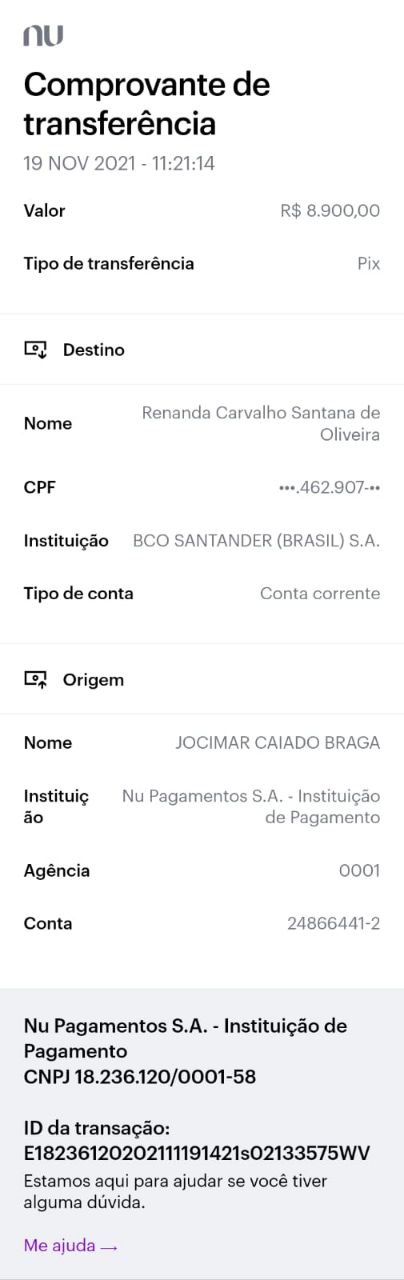 nu
Comprovante de
transferência
19 NOV 2021 - 11:21:14
Valor R$ 8.900,00
Tipo de transferência Pix
Destino
Nome Renanda Carvalho Santana de
Oliveira
CPF •••.462.907-••
Instituição BCO SANTANDER (BRASIL) S.A.
Tipo de conta Conta corrente
Origem
Nome JOCIMAR CAIADO BRAGA
Instituiç Nu Pagamentos S.A. - Instituição
ão de Pagamento
Agência 0001
Conta 24866441-2
Nu Pagamentos S.A. - Instituição de
Pagamento
CNPJ 18.236.120/0001-58
ID da transação:
E18236120202111191421s02133575WV
Estamos aqui para ajudar se você tiver
alguma dúvida.
Me ajuda →